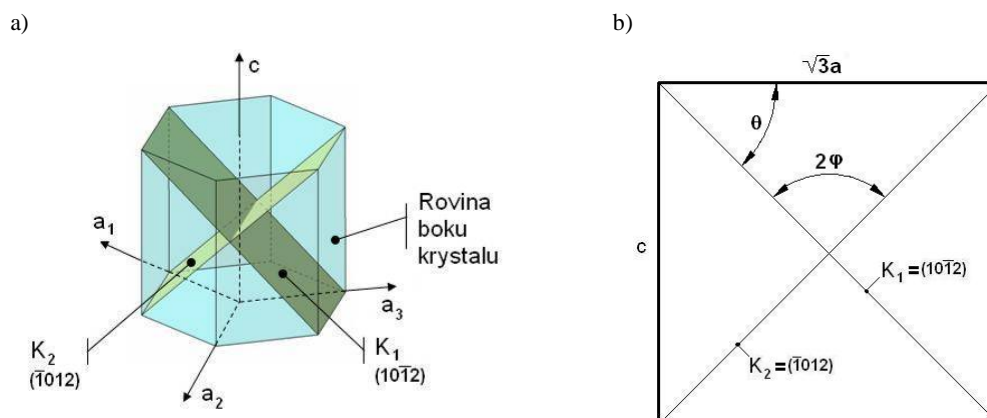 a)
c
a₁
a₂
a₃
Rovina
boku
krystalu
K₂
(1̅012)
K₁
(101̅2)
b)
√3a
θ
2φ
c
K₁=(101̅2)
K₂=(1̅012)